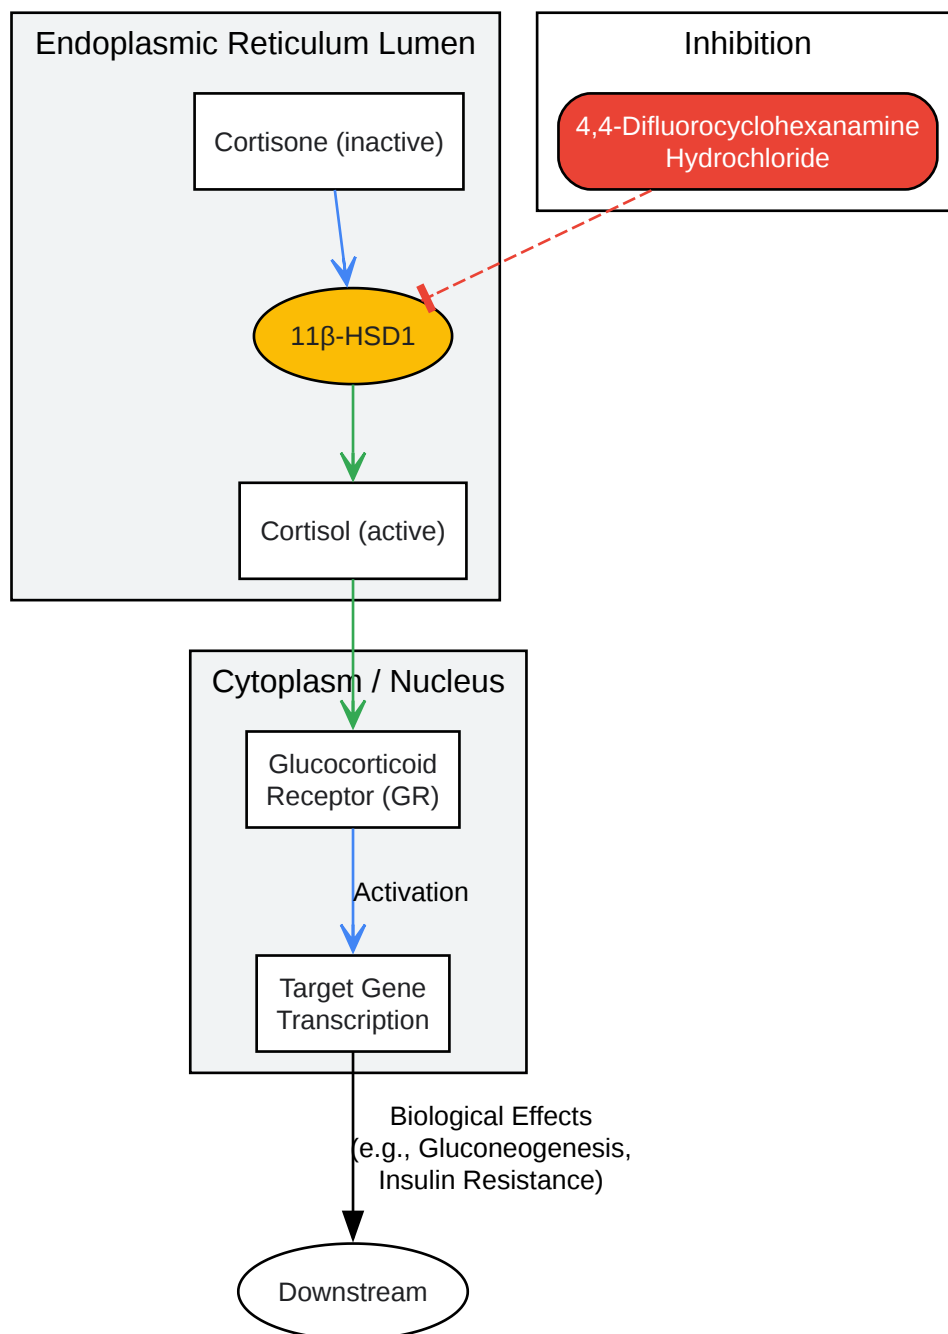 Endoplasmic Reticulum Lumen
Inhibition
Cortisone (inactive)
4,4-Difluorocyclohexanamine
Hydrochloride
11β-HSD1
Cortisol (active)
Cytoplasm / Nucleus
Glucocorticoid
Receptor (GR)
Activation
Target Gene
Transcription
Biological Effects
(e.g., Gluconeogenesis,
Insulin Resistance)
Downstream